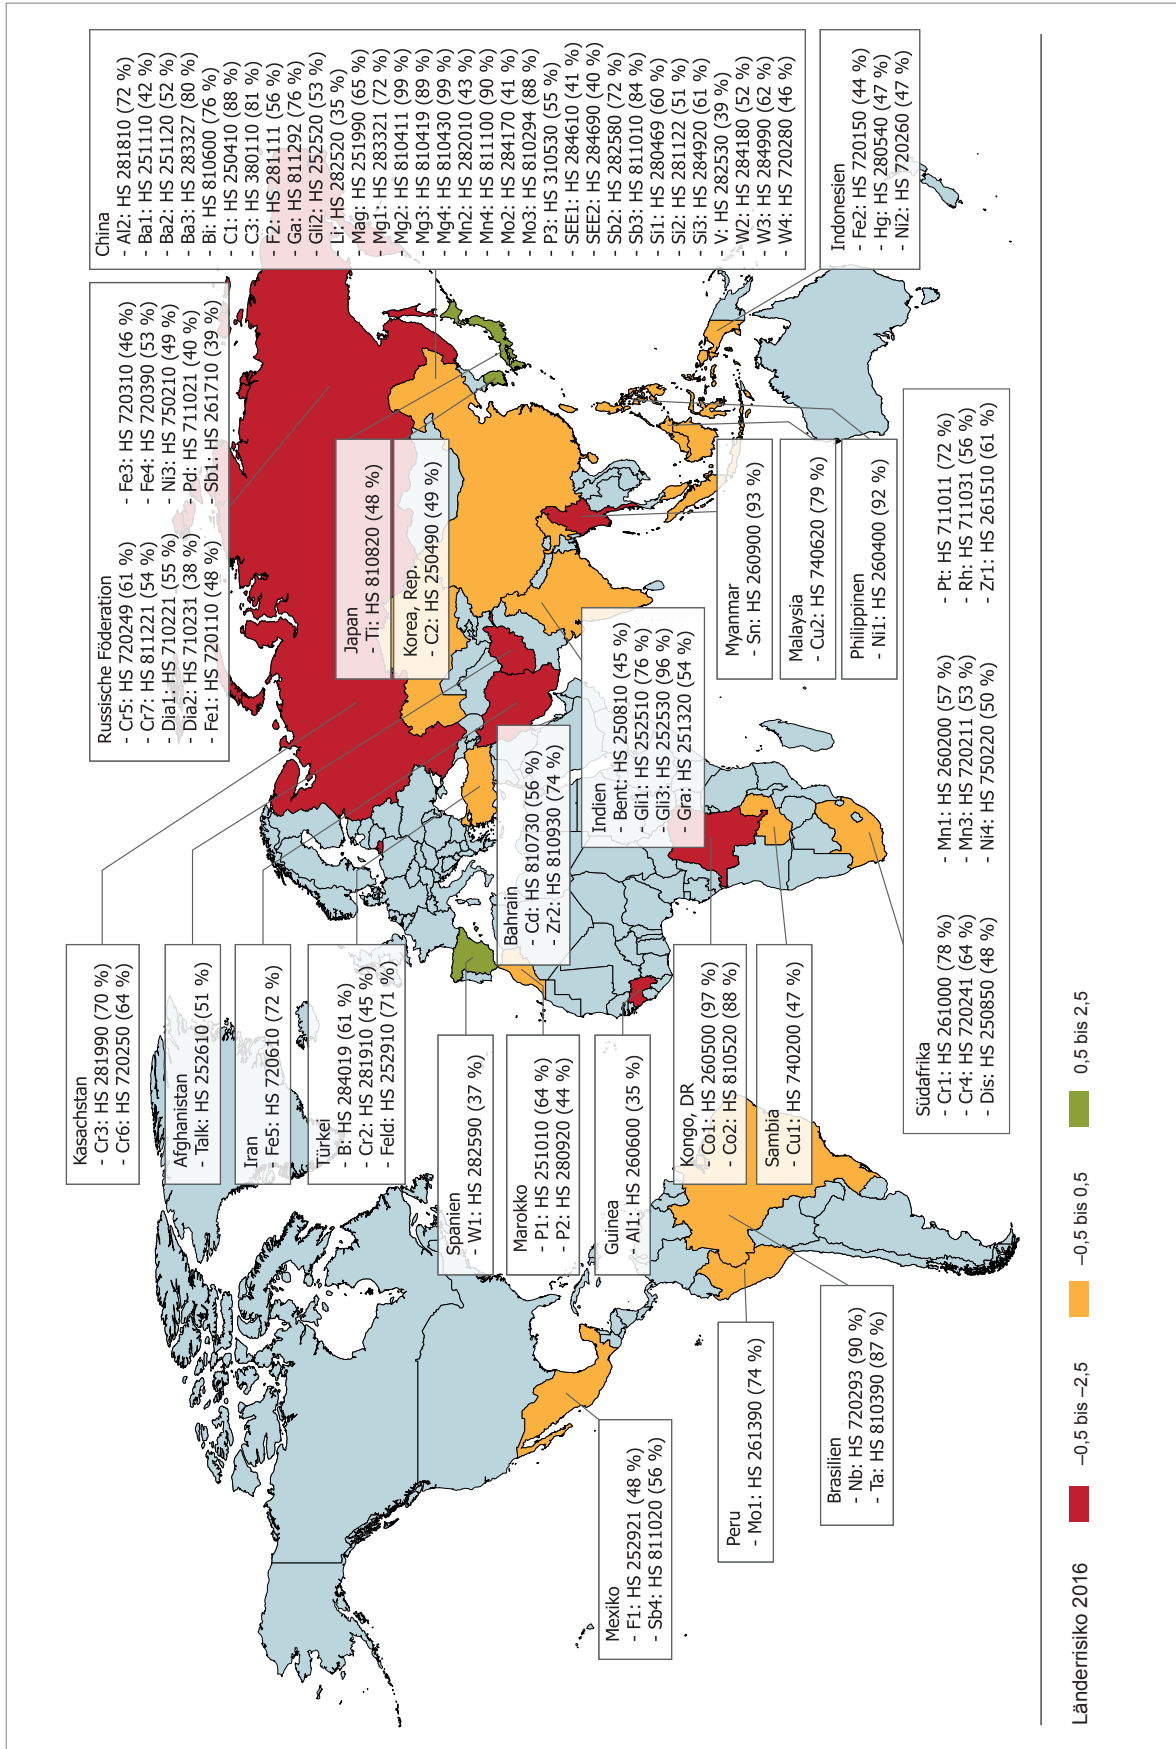 Kasachstan
- Cr3: HS 281990 (70 %)
- Cr6: HS 720250 (64 %)
Afghanistan
- Talk: HS 252610 (51 %)
Iran
- Fe5: HS 720610 (72 %)
Türkei
- B: HS 284019 (61 %)
- Cr2: HS 281910 (45 %)
- Feld: HS 252910 (71 %)
Russische Föderation
- Cr5: HS 720249 (61 %)
- Cr7: HS 811221 (54 %)
- Dia1: HS 710221 (55 %)
- Dia2: HS 710231 (38 %)
- Fe1: HS 720110 (48 %)
- Fe3: HS 720310 (46 %)
- Fe4: HS 720390 (53 %)
- Ni3: HS 750210 (49 %)
- Pd: HS 711021 (40 %)
- Sb1: HS 261710 (39 %)
China
- Al2: HS 281810 (72 %)
- Ba1: HS 251110 (42 %)
- Ba2: HS 251120 (52 %)
- Ba3: HS 283327 (80 %)
- Bi: HS 810600 (76 %)
- C1: HS 250410 (88 %)
- C3: HS 380110 (81 %)
- F2: HS 281111 (56 %)
- Ga: HS 811292 (76 %)
- Gli2: HS 252520 (53 %)
- Li: HS 282520 (35 %)
- Mag: HS 251990 (65 %)
- Mg1: HS 283321 (72 %)
- Mg2: HS 810411 (99 %)
- Mg3: HS 810419 (89 %)
- Mg4: HS 810430 (99 %)
- Mn2: HS 282010 (43 %)
- Mn4: HS 811100 (90 %)
- Mo2: HS 284170 (41 %)
- Mo3: HS 810294 (88 %)
- P3: HS 310530 (55 %)
- SEE1: HS 284610 (41 %)
- SEE2: HS 284690 (40 %)
- Sb2: HS 282580 (72 %)
- Sb3: HS 811010 (84 %)
- Si1: HS 280469 (60 %)
- Si2: HS 281122 (51 %)
- Si3: HS 284920 (61 %)
- V: HS 282530 (39 %)
- W2: HS 284180 (52 %)
- W3: HS 284990 (62 %)
- W4: HS 720280 (46 %)
Japan
- Ti: HS 810820 (48 %)
Korea, Rep.
- C2: HS 250490 (49 %)
Spanien
- W1: HS 282590 (37 %)
Marokko
- P1: HS 251010 (64 %)
- P2: HS 280920 (44 %)
Guinea
- Al1: HS 260600 (35 %)
Bahrain
- Cd: HS 810730 (56 %)
- Zr2: HS 810930 (74 %)
Indien
- Bent: HS 250810 (45 %)
- Gli1: HS 252510 (76 %)
- Gli3: HS 252530 (96 %)
- Gra: HS 251320 (54 %)
Mexiko
- F1: HS 252921 (48 %)
- Sb4: HS 811020 (56 %)
Kongo, DR
- Co1: HS 260500 (97 %)
- Co2: HS 810520 (88 %)
Sambia
- Cu1: HS 740200 (47 %)
Myanmar
- Sn: HS 260900 (93 %)
Malaysia
- Cu2: HS 740620 (79 %)
Philippinen
- Ni1: HS 260400 (92 %)
Indonesien
- Fe2: HS 720150 (44 %)
- Hg: HS 280540 (47 %)
- Ni2: HS 720260 (47 %)
Peru
- Mo1: HS 261390 (74 %)
Brasilien
- Nb: HS 720293 (90 %)
- Ta: HS 810390 (87 %)
Südafrika
- Cr1: HS 261000 (78 %)
- Cr4: HS 720241 (64 %)
- Dis: HS 250850 (48 %)
- Mn1: HS 260200 (57 %)
- Mn3: HS 720211 (53 %)
- Ni4: HS 750220 (50 %)
- Pt: HS 711011 (72 %)
- Rh: HS 711031 (56 %)
- Zr1: HS 261510 (61 %)
Länderrisiko 2016 −0,5 bis −2,5 −0,5 bis 0,5 0,5 bis 2,5